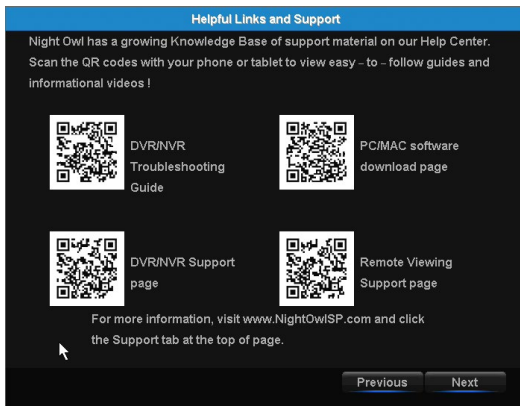 Helpful Links and Support
Night Owl has a growing Knowledge Base of support material on our Help Center.
Scan the QR codes with your phone or tablet to view easy – to – follow guides and
informational videos !
DVR/NVR
Troubleshooting
Guide
PC/MAC software
download page
DVR/NVR Support
page
Remote Viewing
Support page
For more information, visit www.NightOwlSP.com and click
the Support tab at the top of page.
Previous
Next